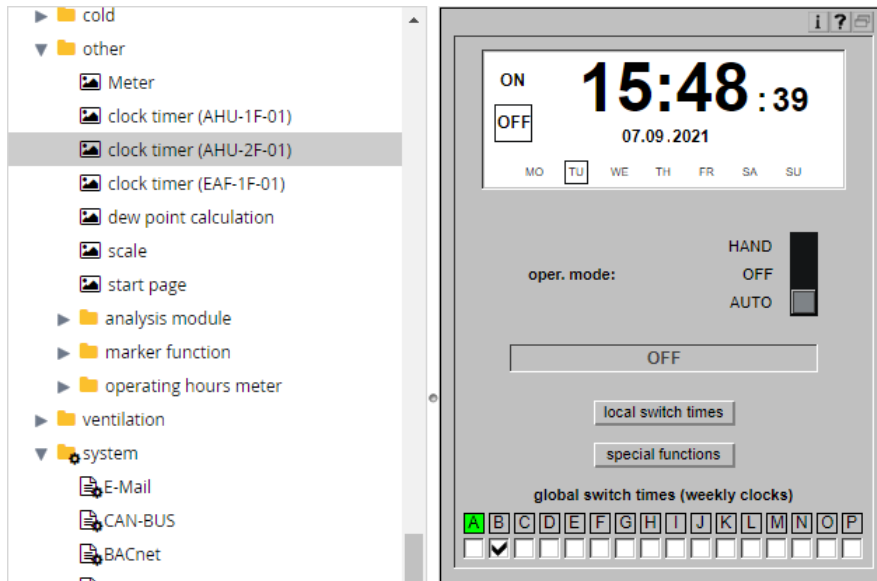 cold
other
Meter
clock timer (AHU-1F-01)
clock timer (AHU-2F-01)
clock timer (EAF-1F-01)
dew point calculation
scale
start page
analysis module
marker function
operating hours meter
ventilation
system
E-Mail
CAN-BUS
BACnet
i ?
ON
OFF
15:48:39
07.09.2021
MO TU WE TH FR SA SU
HAND
oper. mode: OFF
AUTO
OFF
local switch times
special functions
global switch times (weekly clocks)
A B C D E F G H I J K L M N O P